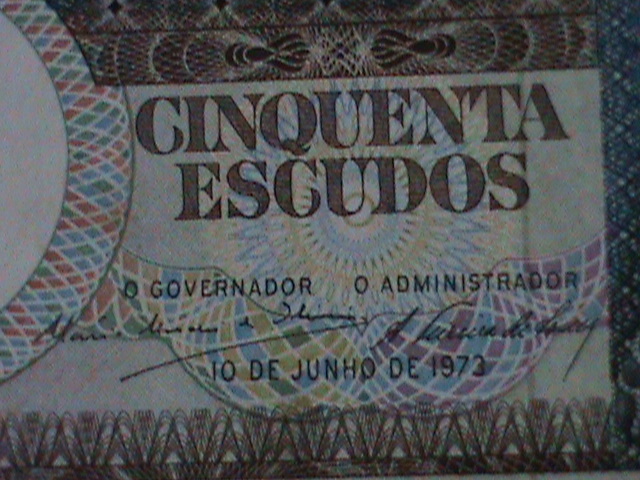 CINQUENTA
ESCUDOS
O GOVERNADOR O ADMINISTRADOR
10 DE JUNHO DE 1973